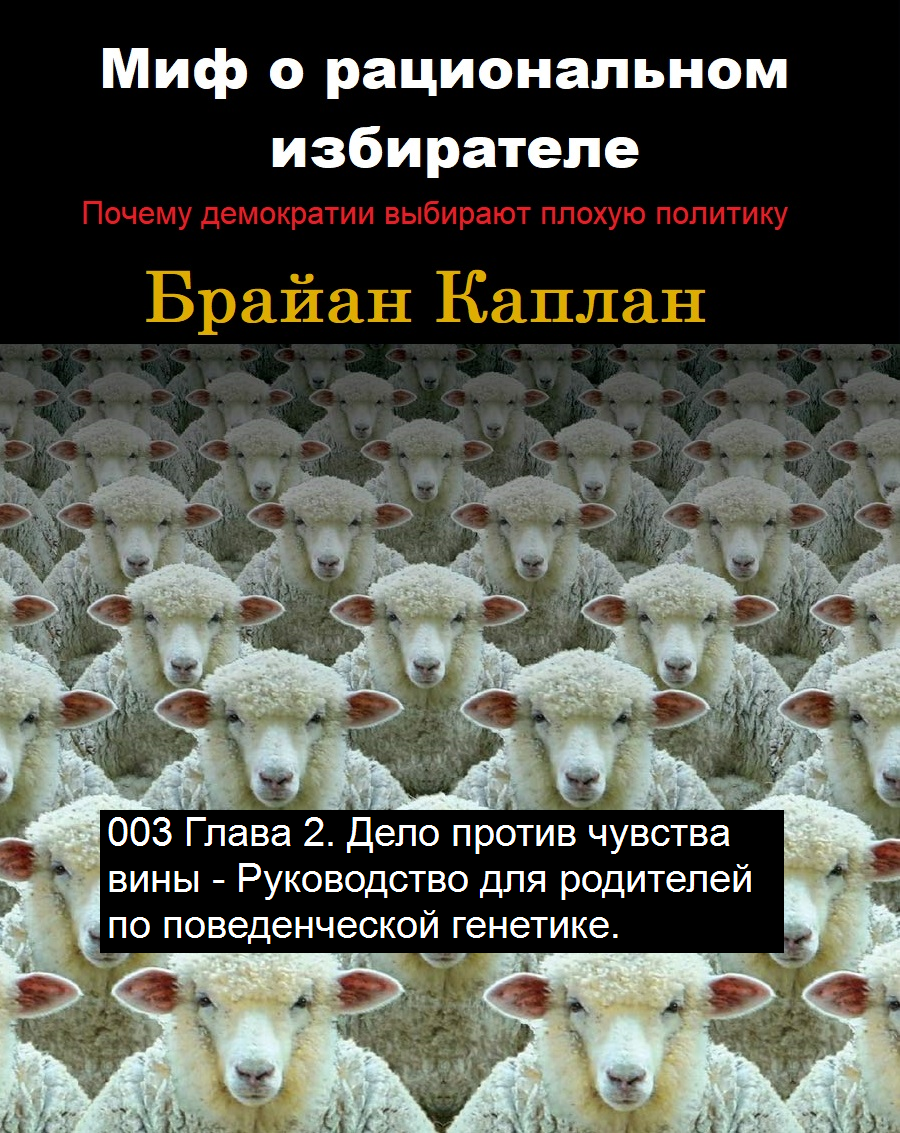 Миф о рациональном
избирателе
Почему демократии выбирают плохую политику
Брайан Каплан
003 Глава 2. Дело против чувства
вины - Руководство для родителей
по поведенческой генетике.